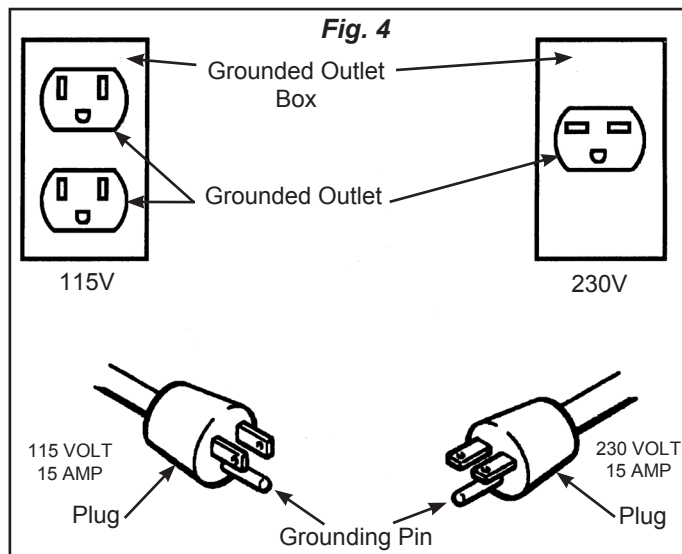 Fig. 4
Grounded Outlet
Box
Grounded Outlet
115V
230V
115 VOLT
15 AMP
230 VOLT
15 AMP
Plug
Grounding Pin
Plug